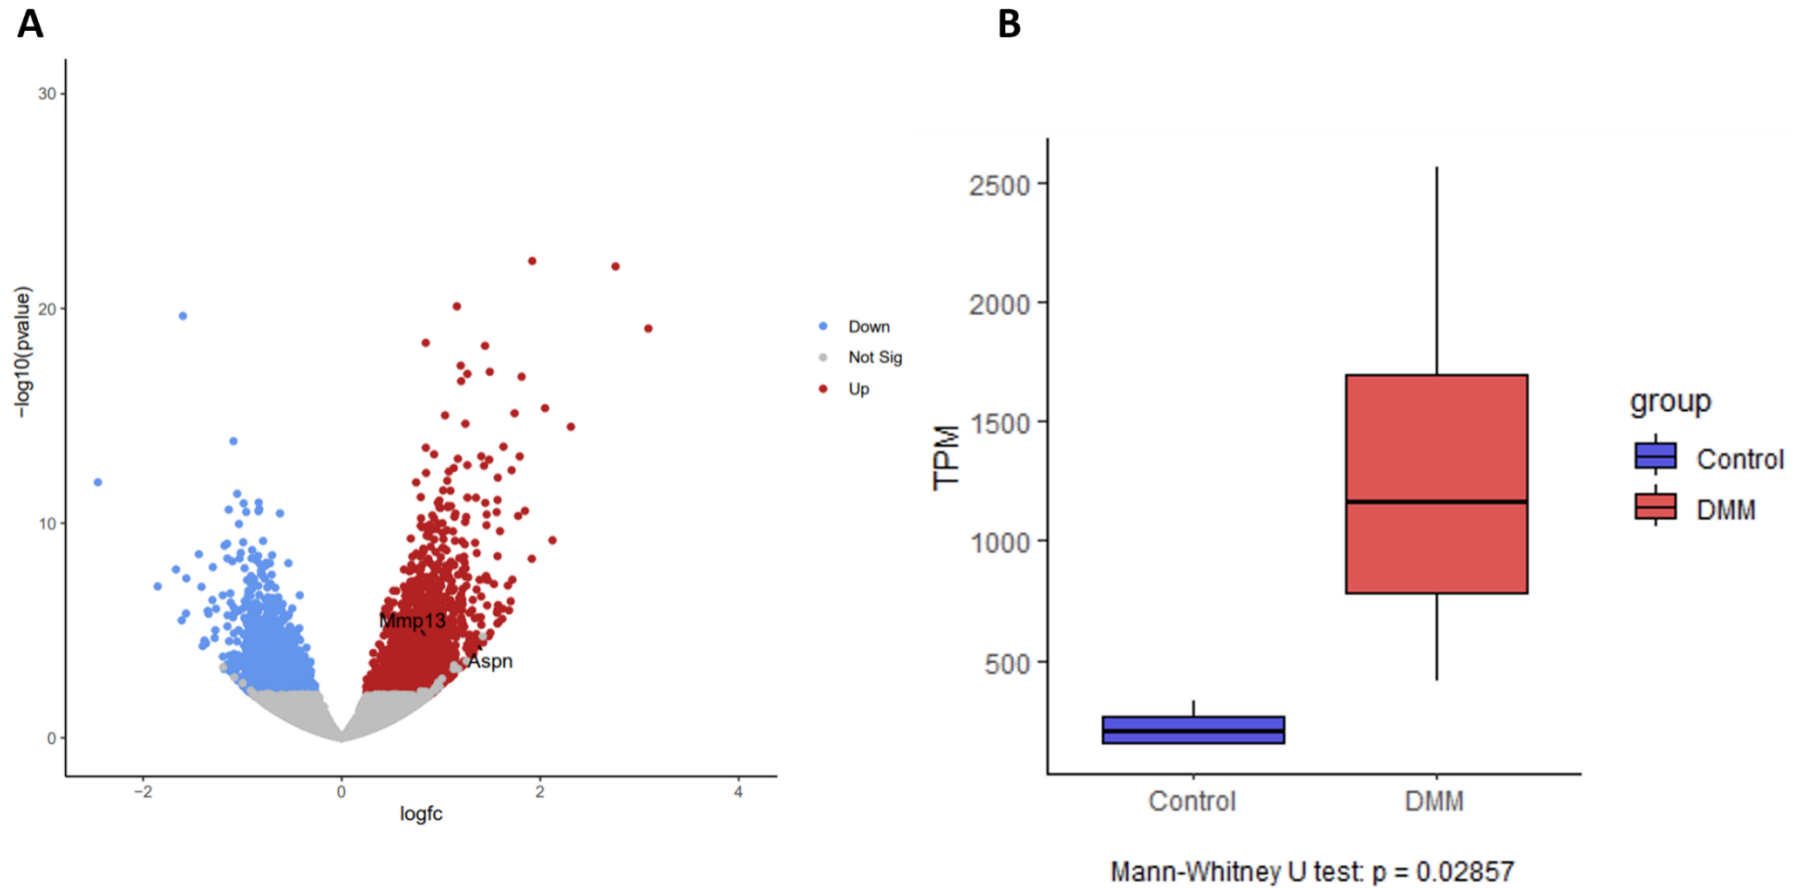 A
30
20
10
0
−log10(pvalue)
Mmp13
Aspn
−2
0
2
4
logfc
Down
Not Sig
Up
B
2500
2000
1500
1000
500
TPM
Control
DMM
group
Control
DMM
Mann-Whitney U test: p = 0.02857